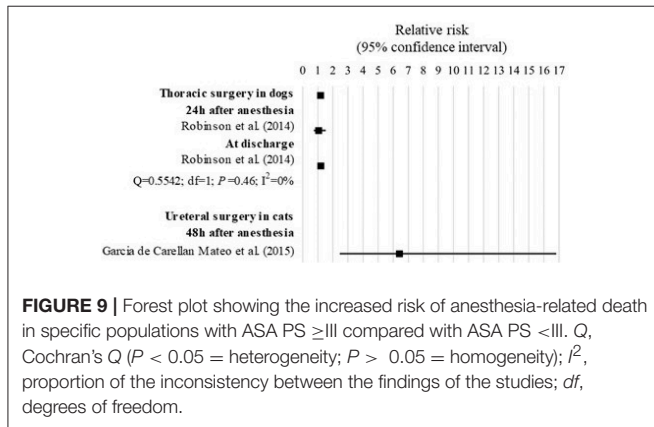 Relative risk
(95% confidence interval)
0 1 2 3 4 5 6 7 8 9 10 11 12 13 14 15 16 17
Thoracic surgery in dogs
24h after anesthesia
Robinson et al. (2014)
At discharge
Robinson et al. (2014)
Q=0.5542; df=1; P=0.46; I²=0%
Ureteral surgery in cats
48h after anesthesia
Garcia de Carellan Mateo et al. (2015)
FIGURE 9 | Forest plot showing the increased risk of anesthesia-related death
in specific populations with ASA PS ≥III compared with ASA PS <III. Q,
Cochran's Q (P < 0.05 = heterogeneity; P > 0.05 = homogeneity); I²,
proportion of the inconsistency between the findings of the studies; df,
degrees of freedom.